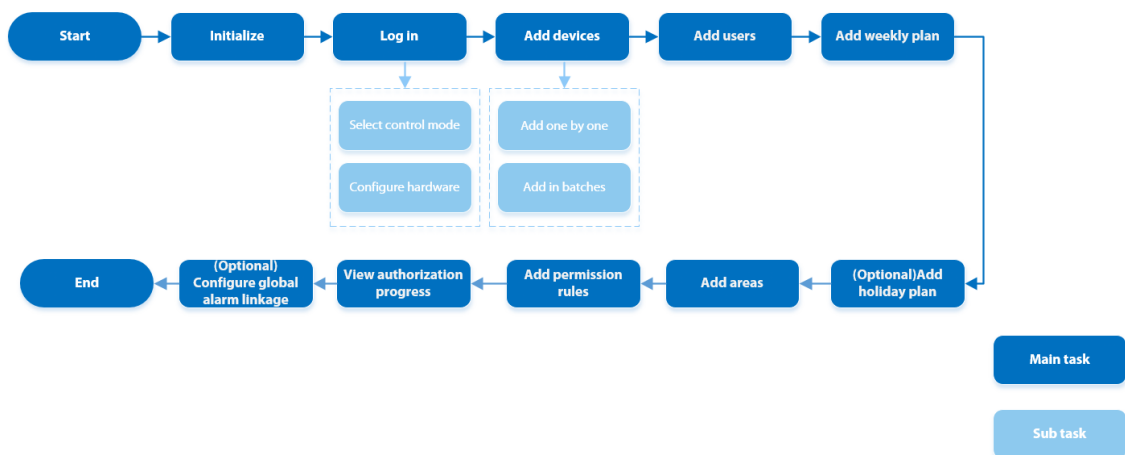 Start
Initialize
Log in
Add devices
Add users
Add weekly plan
Select control mode
Configure hardware
Add one by one
Add in batches
End
(Optional)
Configure global
alarm linkage
View authorization
progress
Add permission
rules
Add areas
(Optional)Add
holiday plan
Main task
Sub task